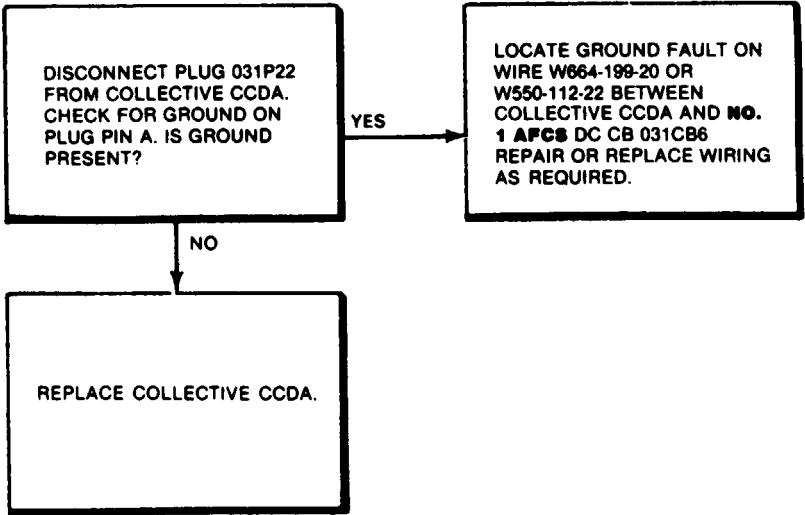 DISCONNECT PLUG 031P22
FROM COLLECTIVE CCDA.
CHECK FOR GROUND ON
PLUG PIN A. IS GROUND
PRESENT?
YES
LOCATE GROUND FAULT ON
WIRE W664-199-20 OR
W550-112-22 BETWEEN
COLLECTIVE CCDA AND NO.
1 AFCS DC CB 031CB6
REPAIR OR REPLACE WIRING
AS REQUIRED.
NO
REPLACE COLLECTIVE CCDA.